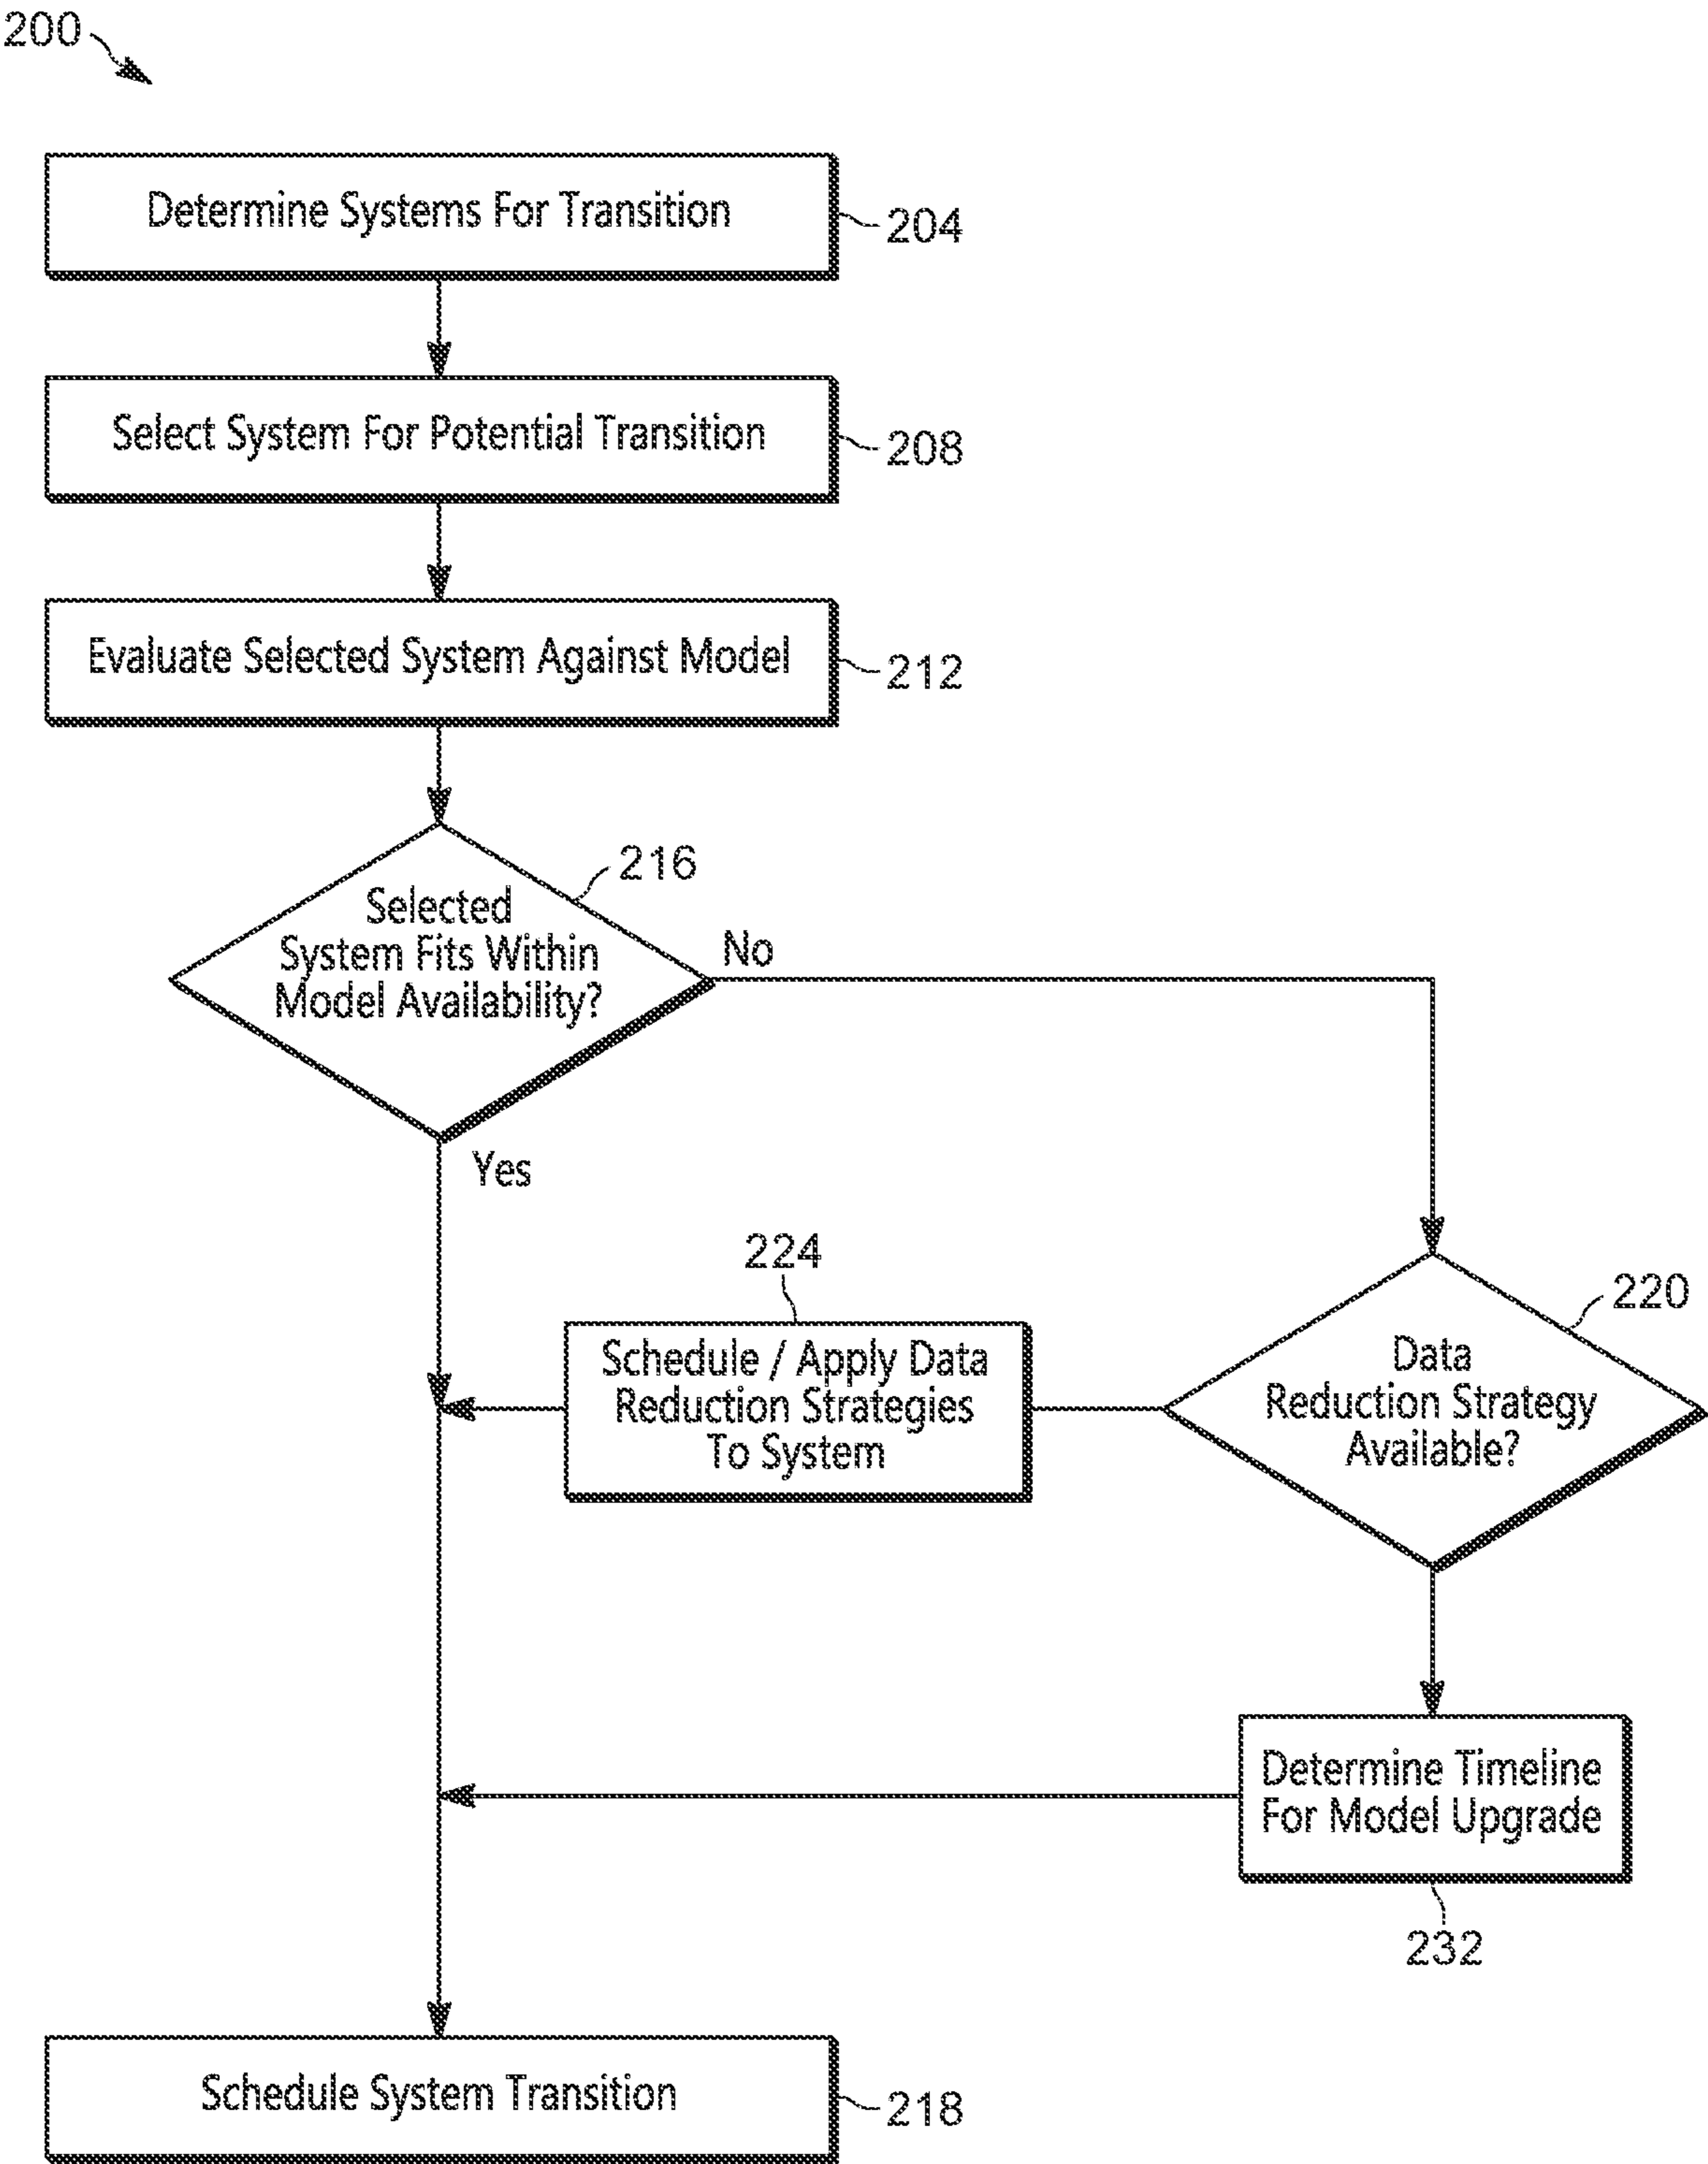 200
Determine Systems For Transition
204
Select System For Potential Transition
208
Evaluate Selected System Against Model
212
216
Selected
System Fits Within
Model Availability?
No
Yes
224
Schedule / Apply Data
Reduction Strategies
To System
220
Data
Reduction Strategy
Available?
Determine Timeline
For Model Upgrade
232
Schedule System Transition
218